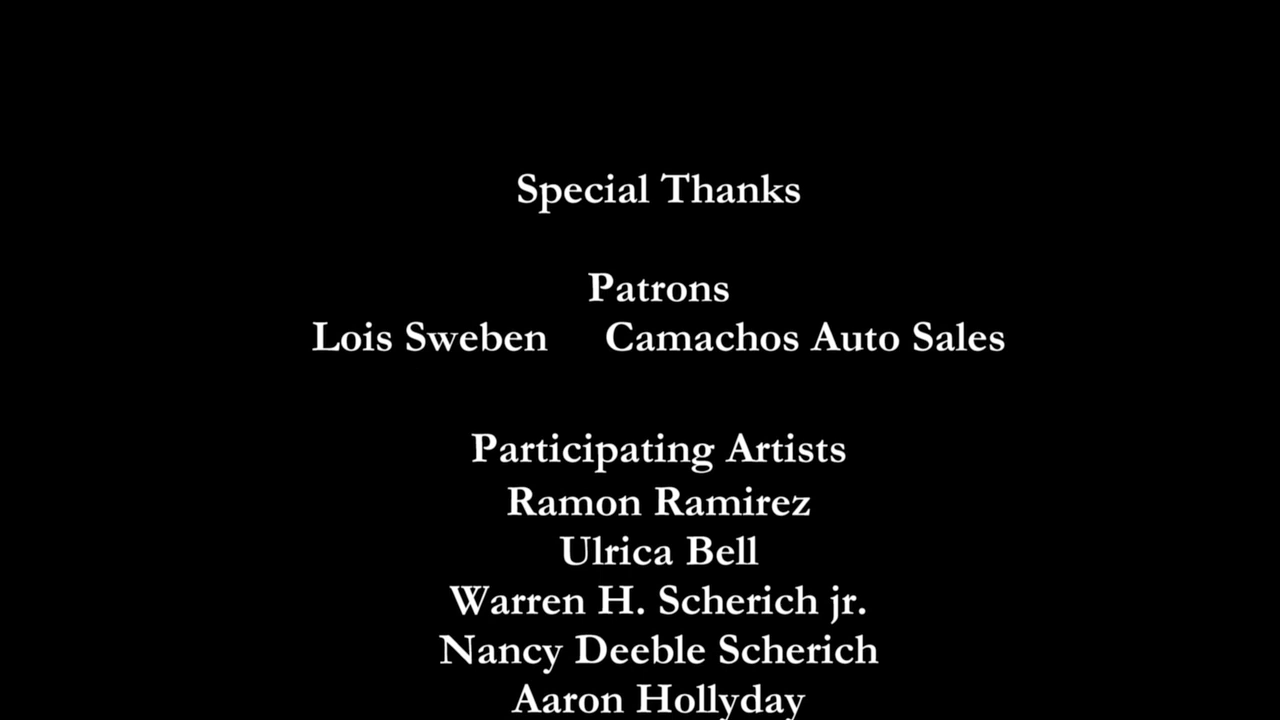 Special Thanks
Patrons
Lois Sweben Camachos Auto Sales
Participating Artists
Ramon Ramirez
Ulrica Bell
Warren H. Scherich jr.
Nancy Deeble Scherich
Aaron Hollyday